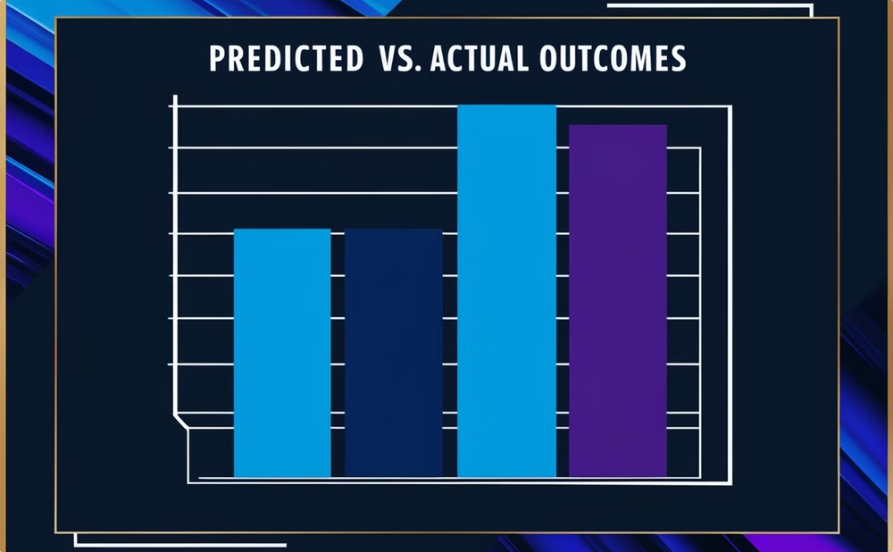 PREDICTED VS. ACTUAL OUTCOMES